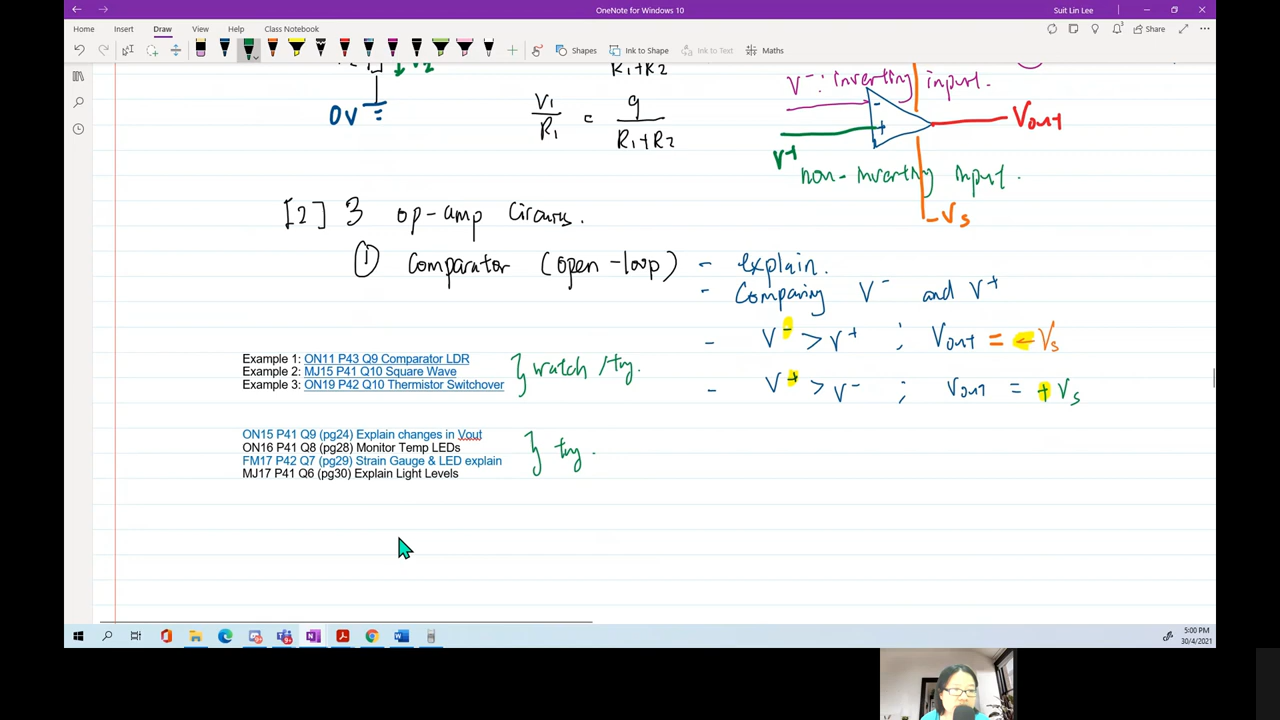 OneNote for Windows 10
Suit Lin Lee
Home Insert Draw View Help Class Notebook
Share
Shapes Ink to Shape Ink to Text Maths
V2
R1+R2
0V
V1 / R1 = 9 / R1+R2
V- : inverting input.
-
+
Vout
V+
non-inverting input.
-Vs
[2] 3 op-amp circuits.
① Comparator (open-loop) - explain.
- Comparing V- and V+
- V- > V+ ; Vout = -Vs
- V+ > V- ; Vout = +Vs
Example 1: ON11 P43 Q9 Comparator LDR
Example 2: MJ15 P41 Q10 Square Wave
Example 3: ON19 P42 Q10 Thermistor Switchover
} watch / try.
ON15 P41 Q9 (pg24) Explain changes in Vout
ON16 P41 Q8 (pg28) Monitor Temp LEDs
FM17 P42 Q7 (pg29) Strain Gauge & LED explain
MJ17 P41 Q6 (pg30) Explain Light Levels
} try.
5:00 PM
30/4/2021